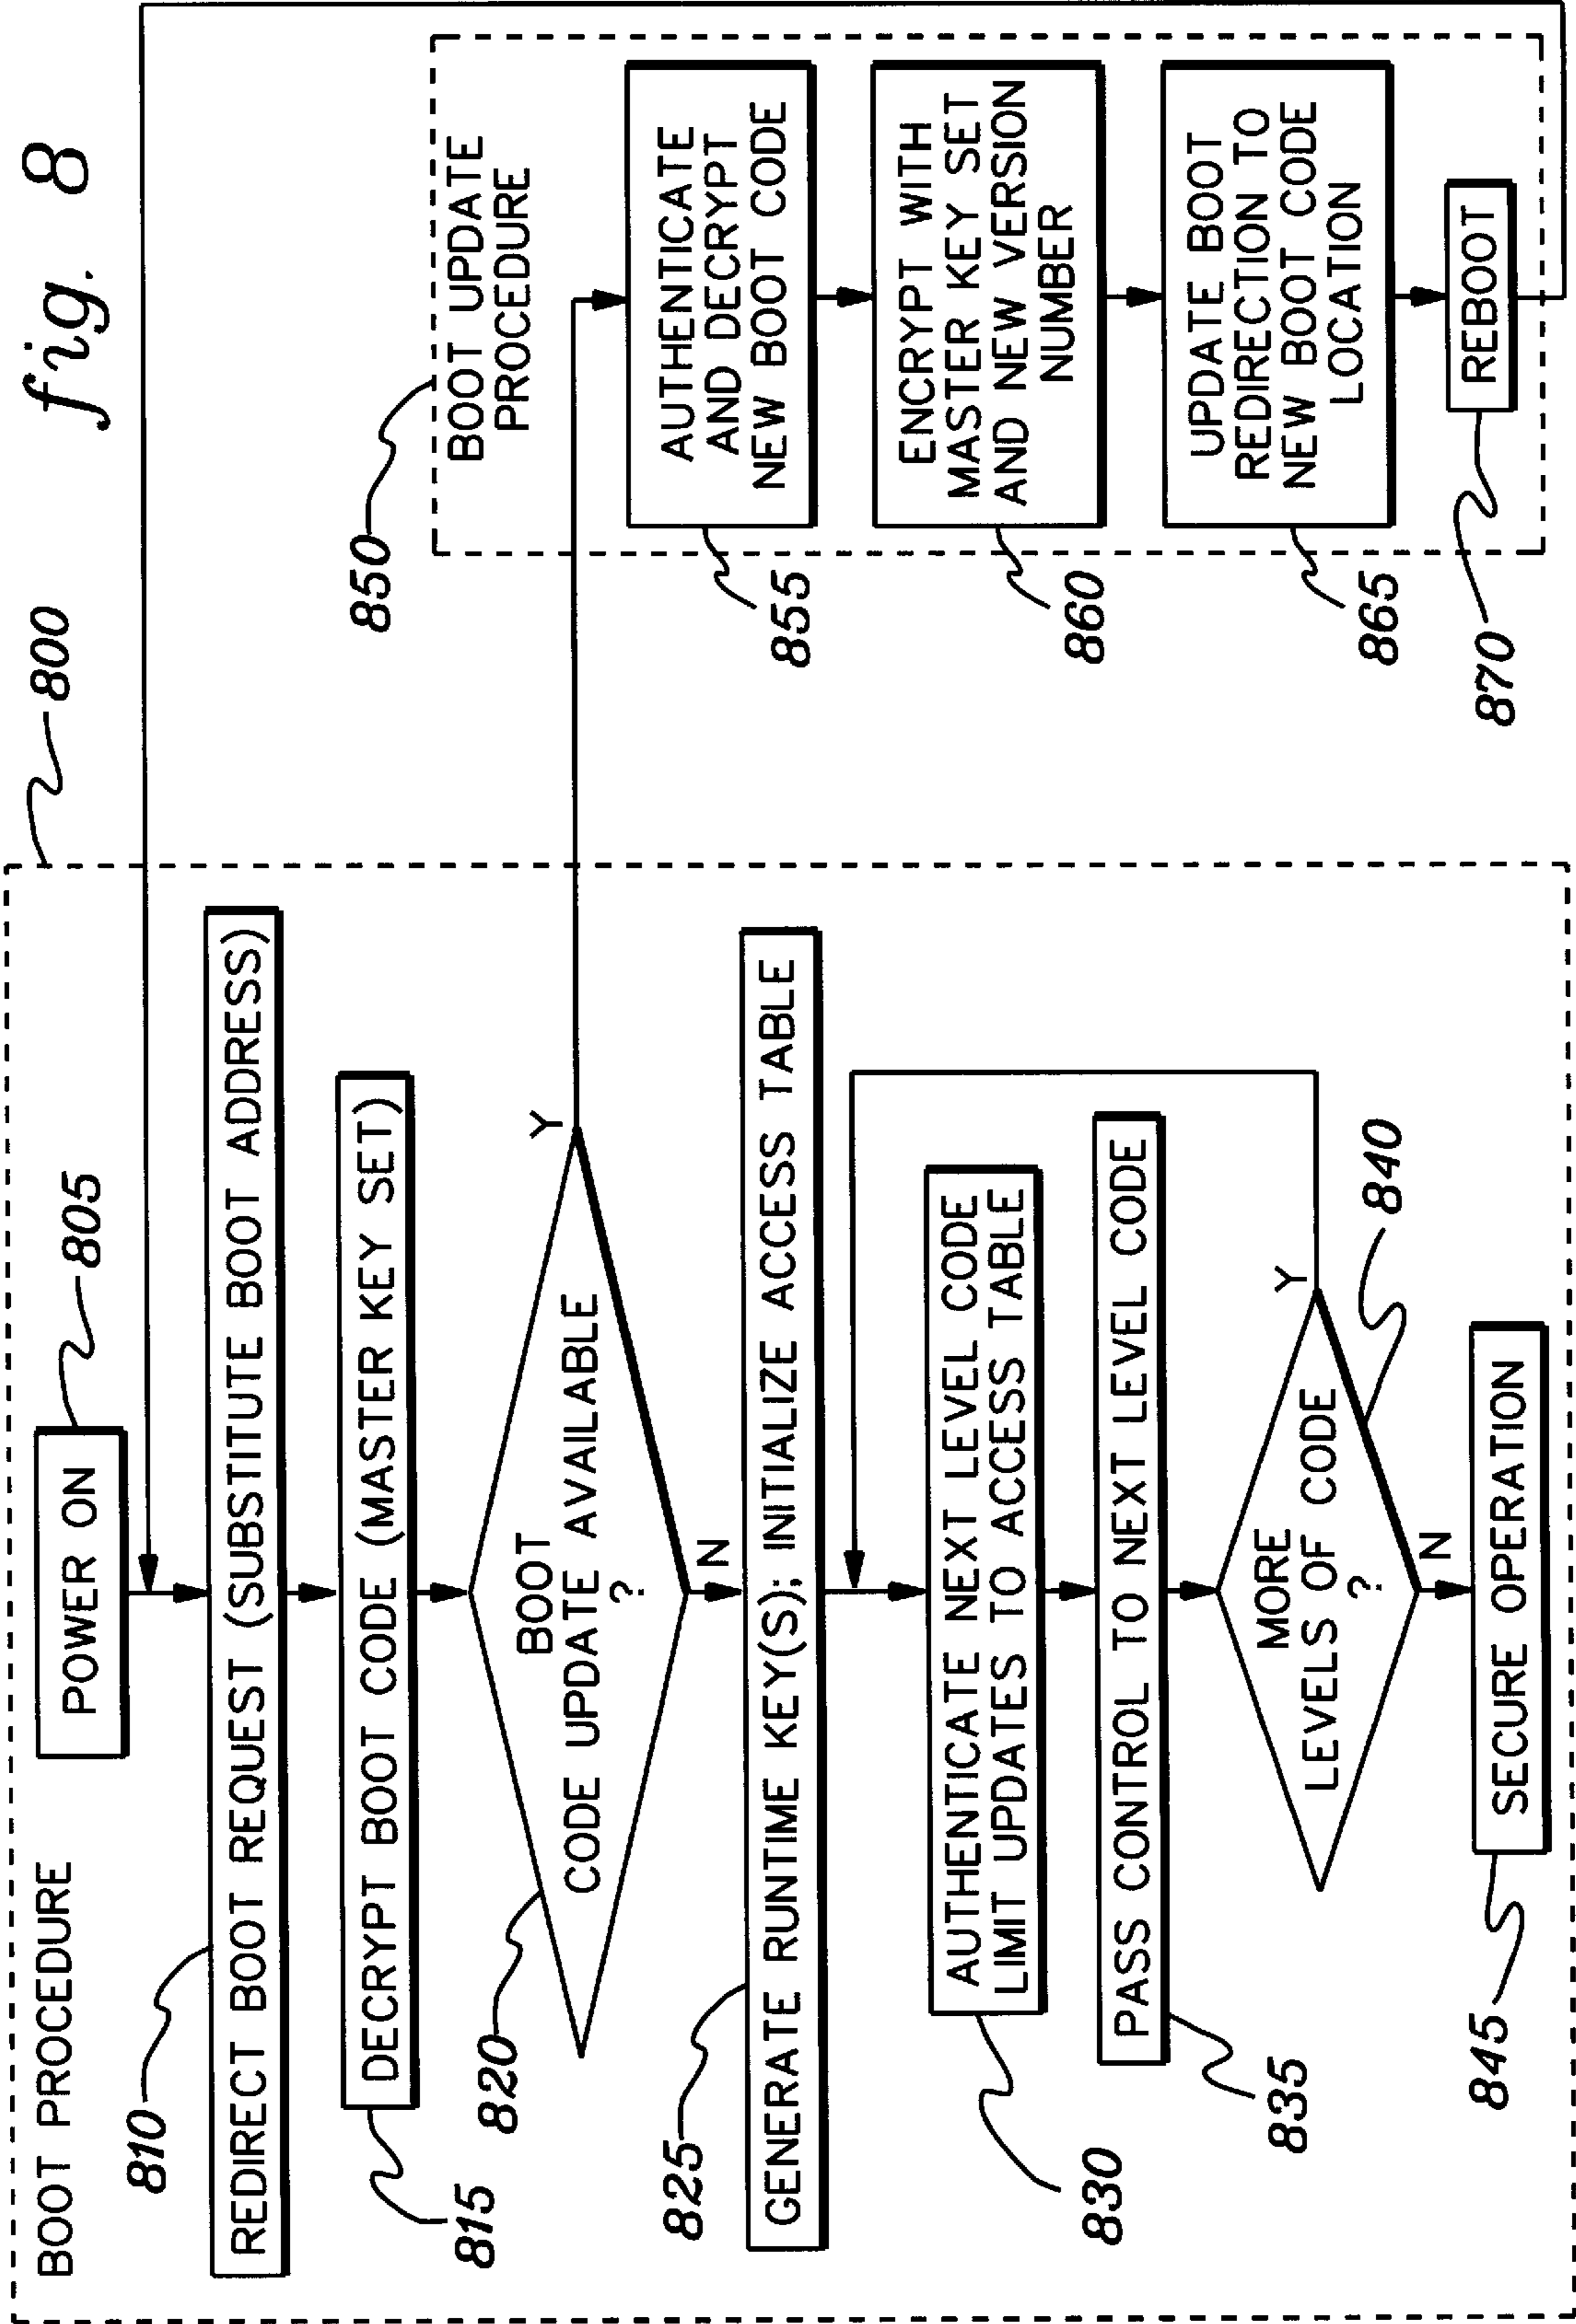 fig. 8
800
BOOT PROCEDURE
POWER ON
805
810
REDIRECT BOOT REQUEST (SUBSTITUTE BOOT ADDRESS)
DECRYPT BOOT CODE (MASTER KEY SET)
815
820
BOOT
CODE UPDATE AVAILABLE
?
Y
N
825
GENERATE RUNTIME KEY(S); INITIALIZE ACCESS TABLE
AUTHENTICATE NEXT LEVEL CODE
LIMIT UPDATES TO ACCESS TABLE
830
PASS CONTROL TO NEXT LEVEL CODE
835
MORE
LEVELS OF CODE
?
Y
840
N
SECURE OPERATION
845
850
BOOT UPDATE
PROCEDURE
AUTHENTICATE
AND DECRYPT
NEW BOOT CODE
855
ENCRYPT WITH
MASTER KEY SET
AND NEW VERSION
NUMBER
860
UPDATE BOOT
REDIRECTION TO
NEW BOOT CODE
LOCATION
865
REBOOT
870